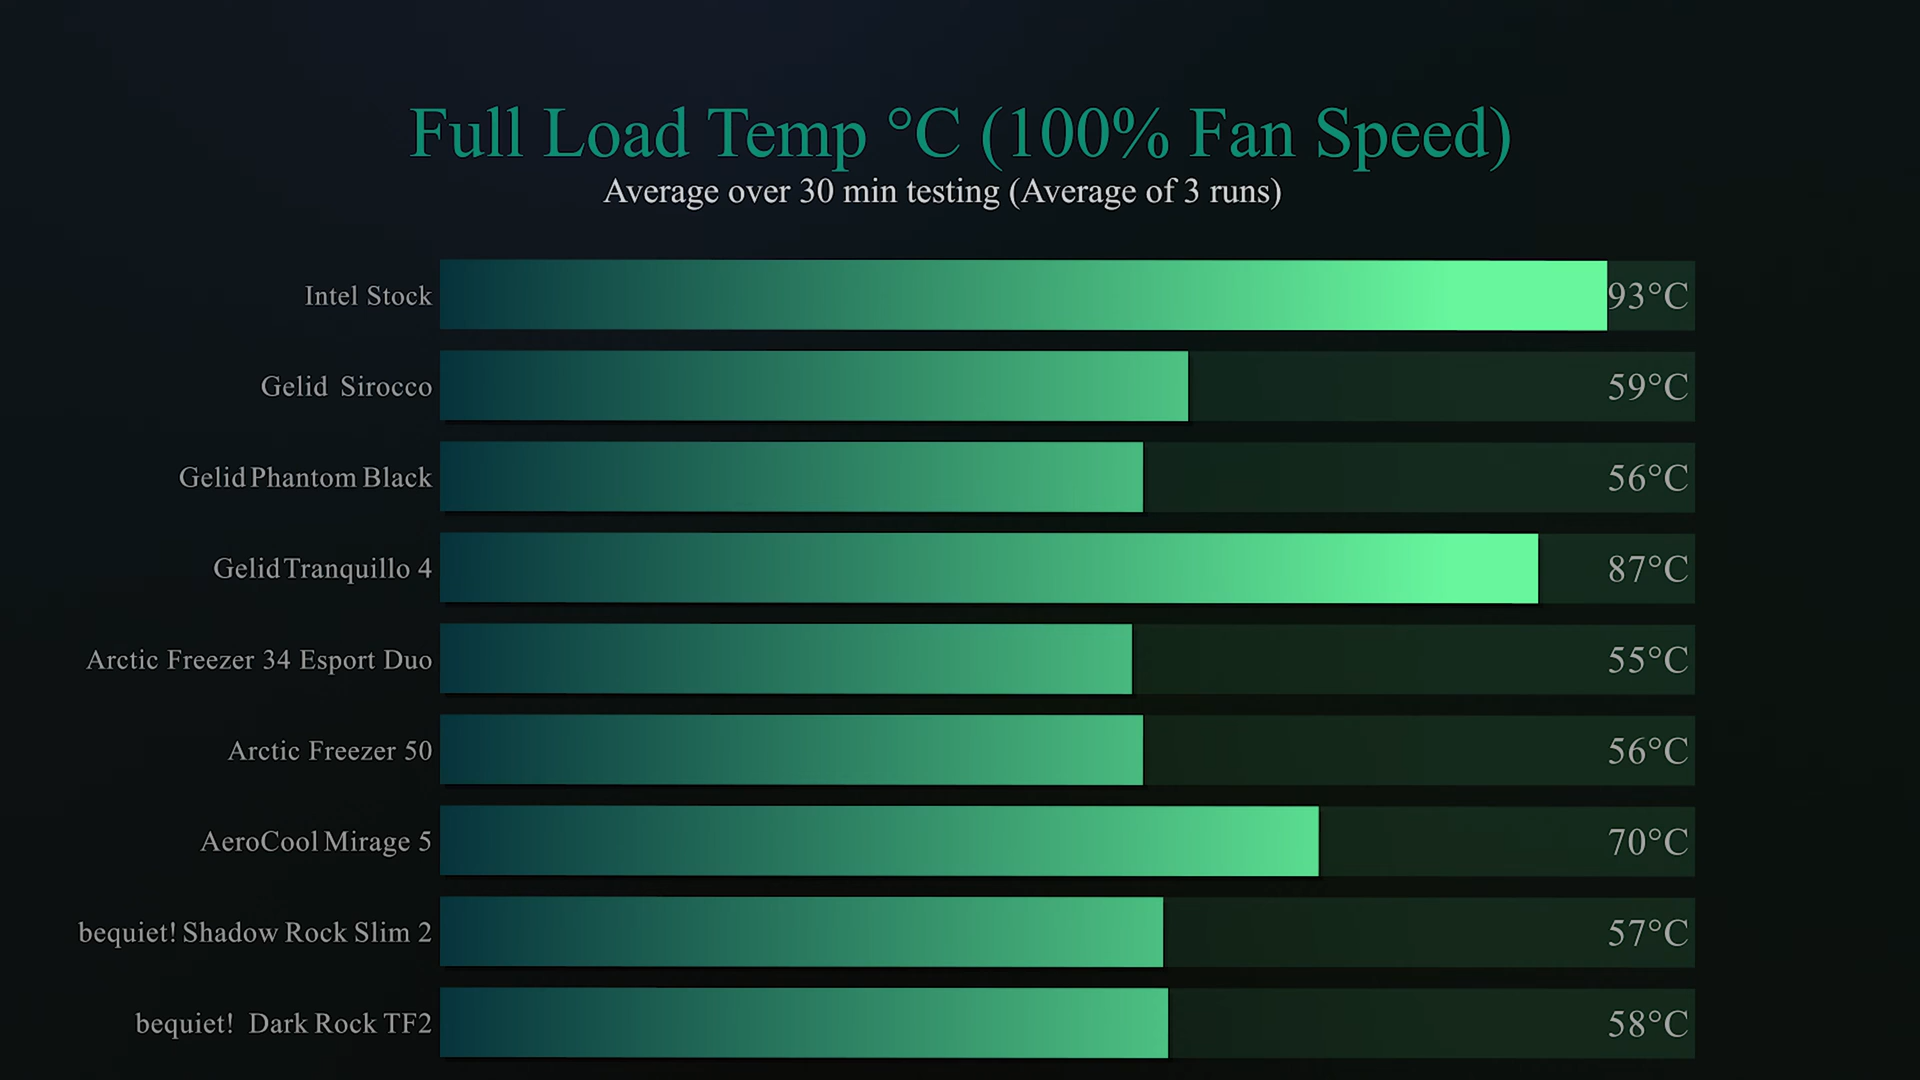 Full Load Temp °C (100% Fan Speed)
Average over 30 min testing (Average of 3 runs)
Intel Stock 93°C
Gelid Sirocco 59°C
Gelid Phantom Black 56°C
Gelid Tranquillo 4 87°C
Arctic Freezer 34 Esport Duo 55°C
Arctic Freezer 50 56°C
AeroCool Mirage 5 70°C
bequiet! Shadow Rock Slim 2 57°C
bequiet! Dark Rock TF2 58°C